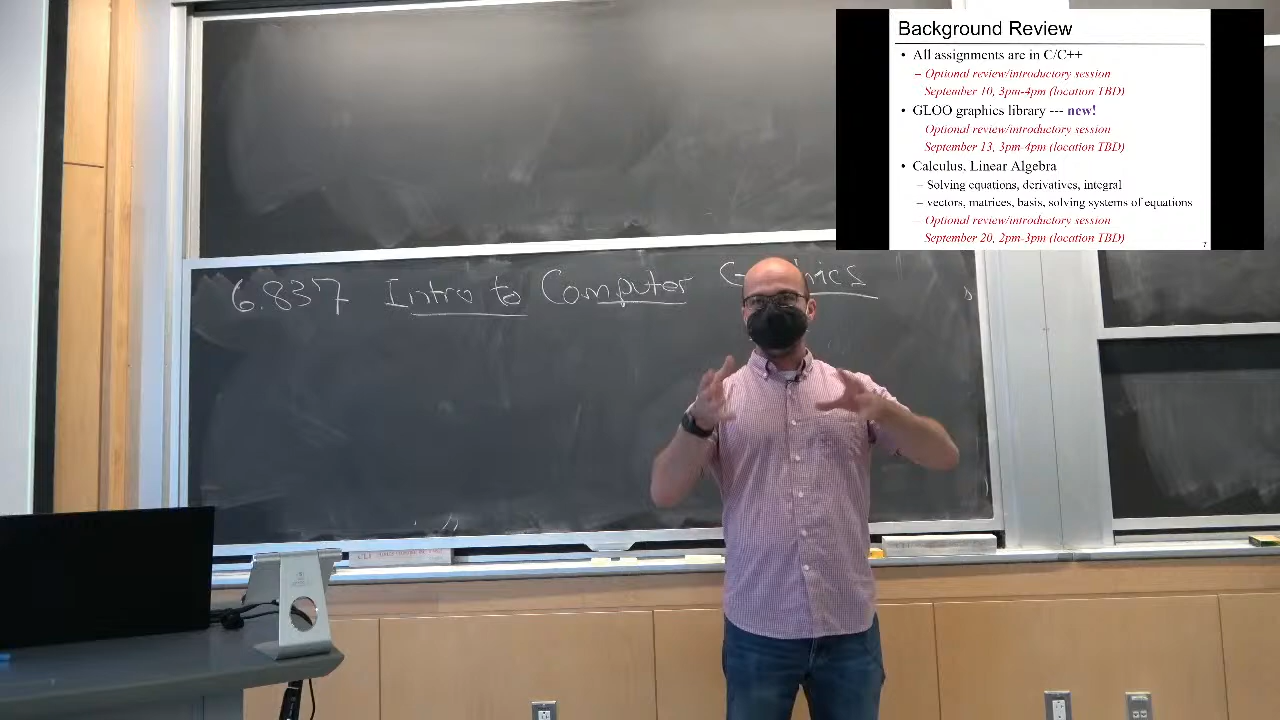 Background Review
• All assignments are in C/C++
– Optional review/introductory session
September 10, 3pm-4pm (location TBD)
• GLOO graphics library --- new!
Optional review/introductory session
September 13, 3pm-4pm (location TBD)
• Calculus, Linear Algebra
– Solving equations, derivatives, integral
– vectors, matrices, basis, solving systems of equations
Optional review/introductory session
September 20, 2pm-3pm (location TBD)
7
6.837 Intro to Computer Graphics